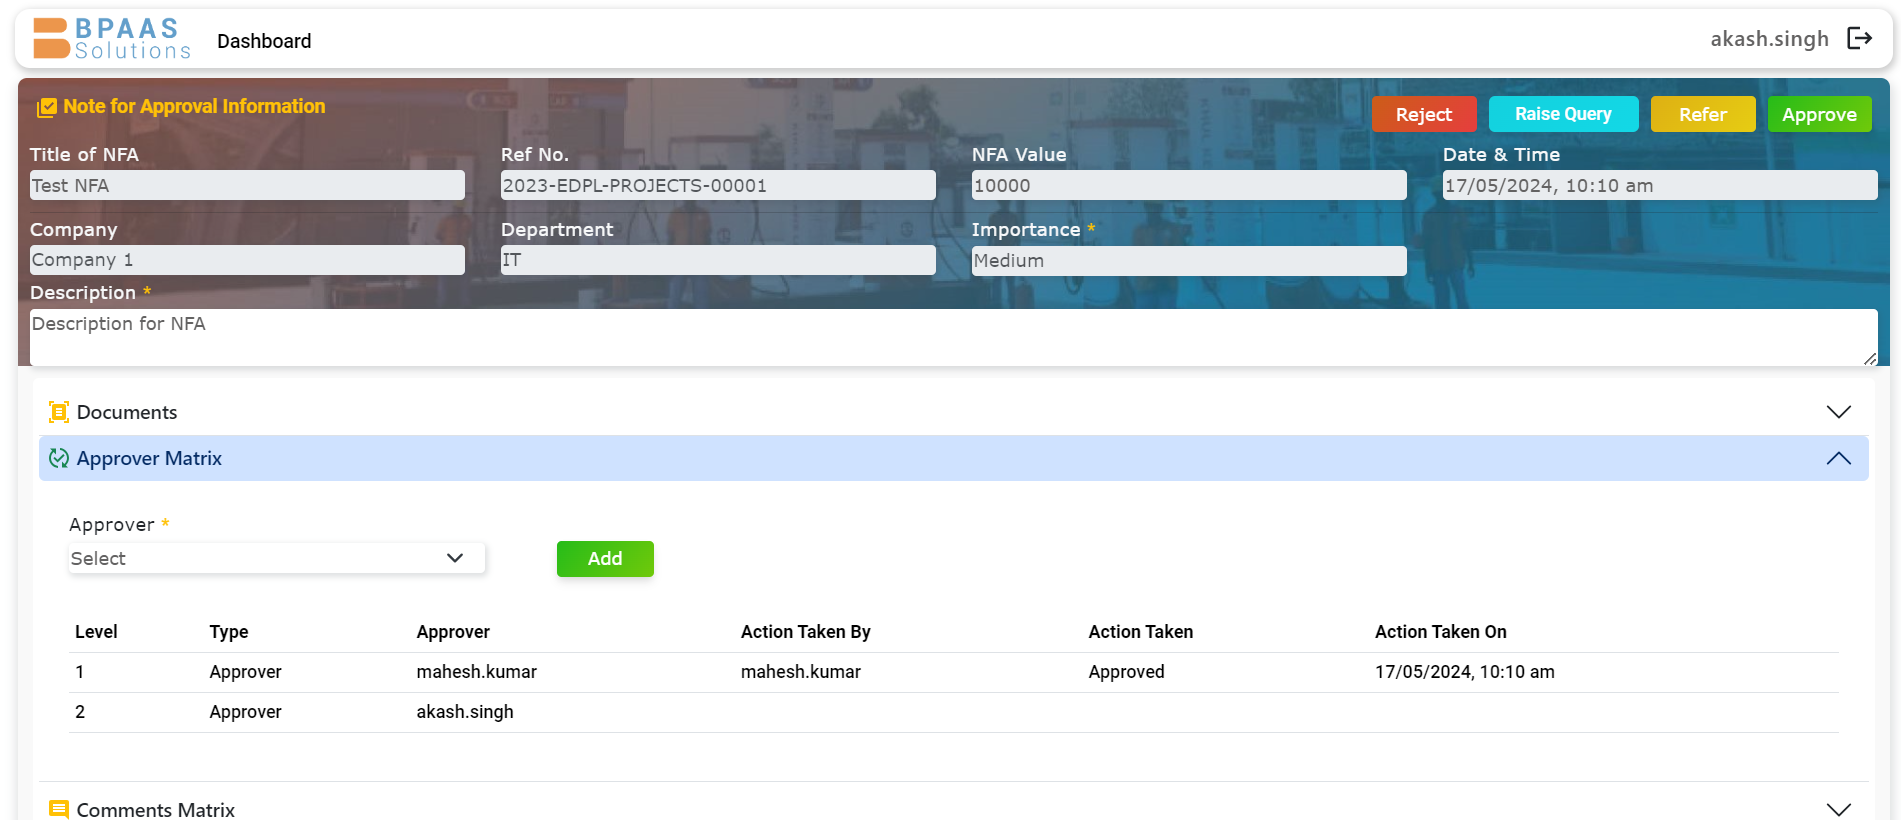 BPAAS
Solutions
Dashboard
akash.singh
Note for Approval Information
Reject
Raise Query
Refer
Approve
Title of NFA
Ref No.
NFA Value
Date & Time
Test NFA
2023-EDPL-PROJECTS-00001
10000
17/05/2024, 10:10 am
Company
Department
Importance *
Company 1
IT
Medium
Description *
Description for NFA
Documents
Approver Matrix
Approver *
Select
Add
Level Type Approver Action Taken By Action Taken Action Taken On
1 Approver mahesh.kumar mahesh.kumar Approved 17/05/2024, 10:10 am
2 Approver akash.singh
Comments Matrix